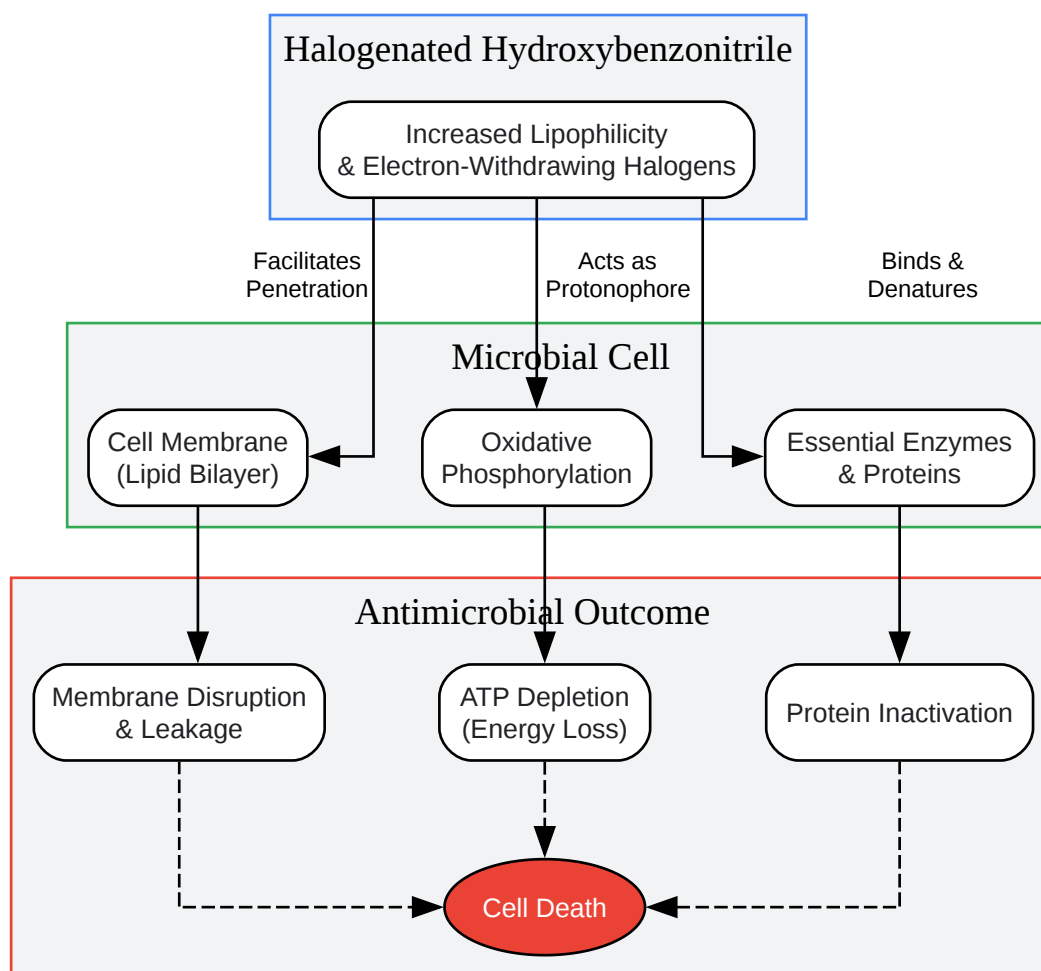 Halogenated Hydroxybenzonitrile
Increased Lipophilicity
& Electron-Withdrawing Halogens
Facilitates
Penetration
Acts as
Protonophore
Binds &
Denatures
Microbial Cell
Cell Membrane
(Lipid Bilayer)
Oxidative
Phosphorylation
Essential Enzymes
& Proteins
Antimicrobial Outcome
Membrane Disruption
& Leakage
ATP Depletion
(Energy Loss)
Protein Inactivation
Cell Death